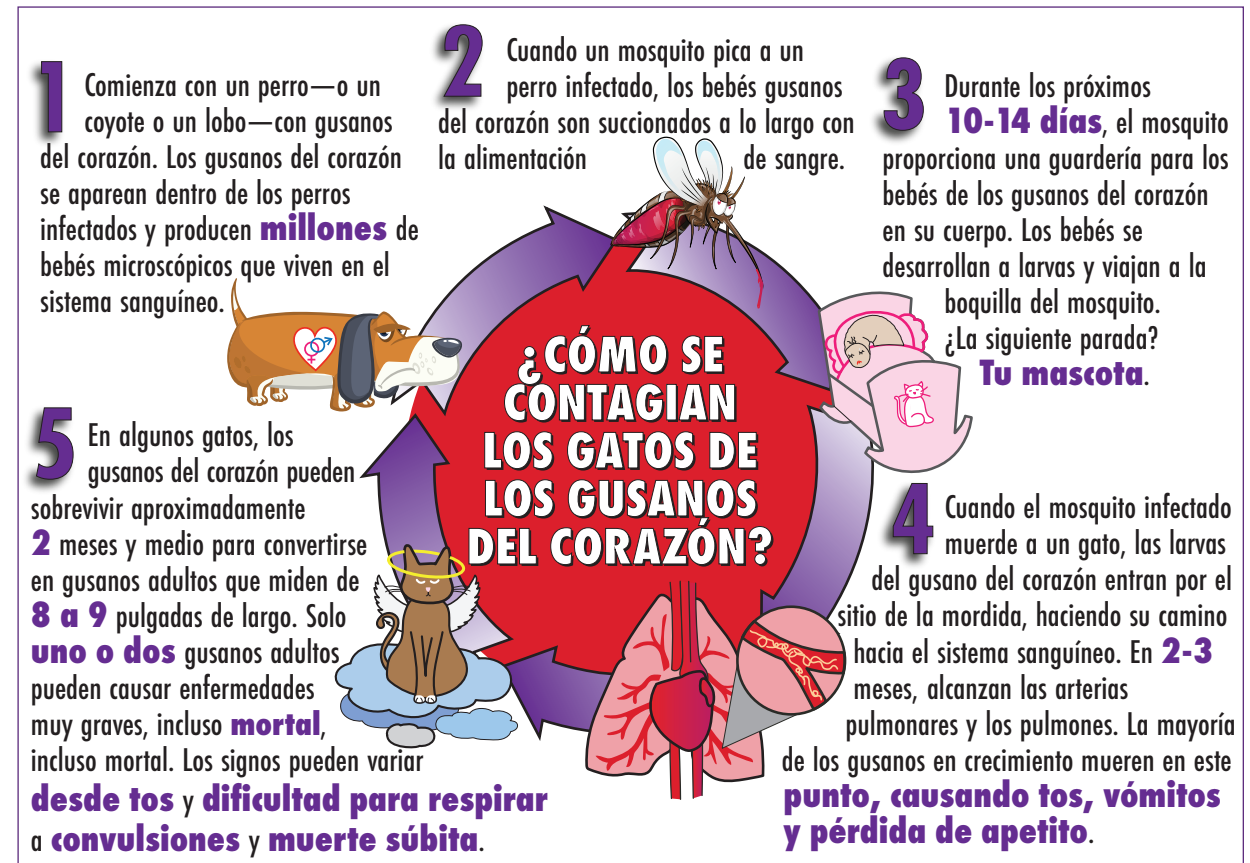 1 Comienza con un perro—o un
coyote o un lobo—con gusanos
del corazón. Los gusanos del corazón
se aparean dentro de los perros
infectados y producen millones de
bebés microscópicos que viven en el
sistema sanguíneo.
2 Cuando un mosquito pica a un
perro infectado, los bebés gusanos
del corazón son succionados a lo largo con
la alimentación de sangre.
3 Durante los próximos
10-14 días, el mosquito
proporciona una guardería para los
bebés de los gusanos del corazón
en su cuerpo. Los bebés se
desarrollan a larvas y viajan a la
boquilla del mosquito.
¿La siguiente parada?
Tu mascota.
¿CÓMO SE
CONTAGIAN
LOS GATOS DE
LOS GUSANOS
DEL CORAZÓN?
4 Cuando el mosquito infectado
muerde a un gato, las larvas
del gusano del corazón entran por el
sitio de la mordida, haciendo su camino
hacia el sistema sanguíneo. En 2-3
meses, alcanzan las arterias
pulmonares y los pulmones. La mayoría
de los gusanos en crecimiento mueren en este
punto, causando tos, vómitos
y pérdida de apetito.
5 En algunos gatos, los
gusanos del corazón pueden
sobrevivir aproximadamente
2 meses y medio para convertirse
en gusanos adultos que miden de
8 a 9 pulgadas de largo. Solo
uno o dos gusanos adultos
pueden causar enfermedades
muy graves, incluso mortal,
incluso mortal. Los signos pueden variar
desde tos y dificultad para respirar
a convulsiones y muerte súbita.